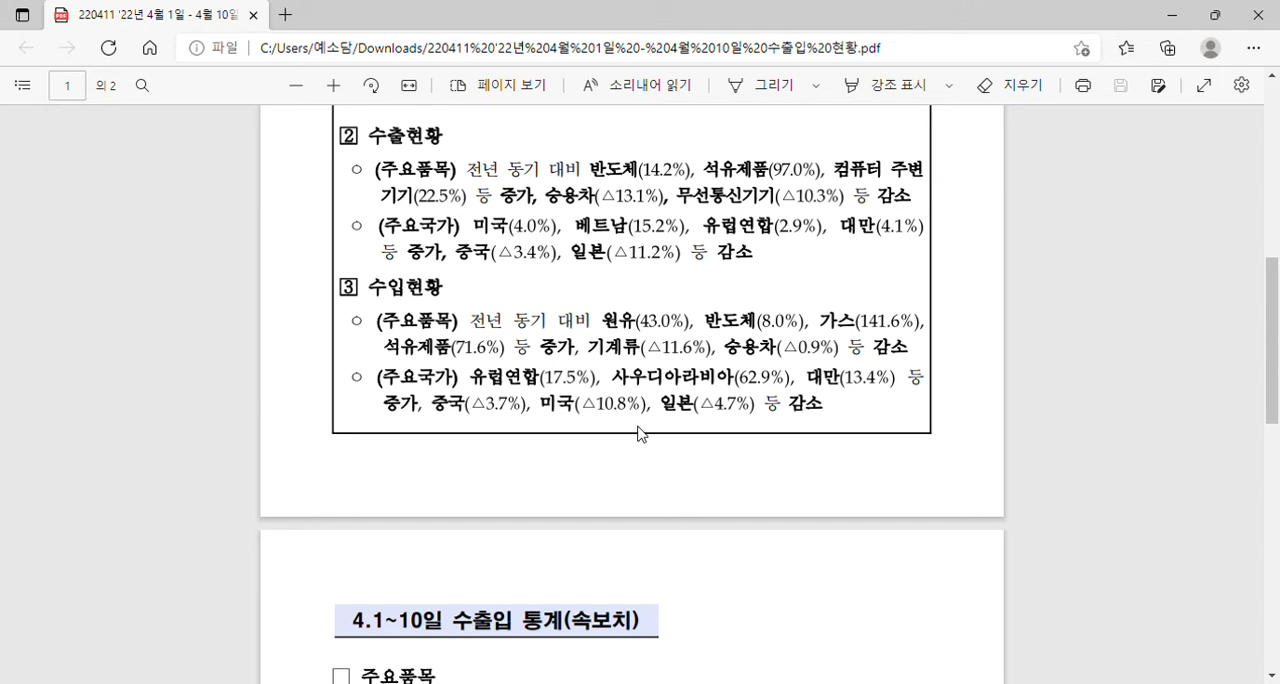 220411 '22년 4월 1일 - 4월 10일
파일 C:/Users/예소담/Downloads/220411%20'22년%204월%201일%20-%204월%2010일%20수출입%20현황.pdf
1 의 2 페이지 보기 소리내어 읽기 그리기 강조 표시 지우기
② 수출현황
○ (주요품목) 전년 동기 대비 반도체(14.2%), 석유제품(97.0%), 컴퓨터 주변
기기(22.5%) 등 증가, 승용차(△13.1%), 무선통신기기(△10.3%) 등 감소
○ (주요국가) 미국(4.0%), 베트남(15.2%), 유럽연합(2.9%), 대만(4.1%)
등 증가, 중국(△3.4%), 일본(△11.2%) 등 감소
③ 수입현황
○ (주요품목) 전년 동기 대비 원유(43.0%), 반도체(8.0%), 가스(141.6%),
석유제품(71.6%) 등 증가, 기계류(△11.6%), 승용차(△0.9%) 등 감소
○ (주요국가) 유럽연합(17.5%), 사우디아라비아(62.9%), 대만(13.4%) 등
증가, 중국(△3.7%), 미국(△10.8%), 일본(△4.7%) 등 감소
4.1~10일 수출입 통계(속보치)
□ 주요품목